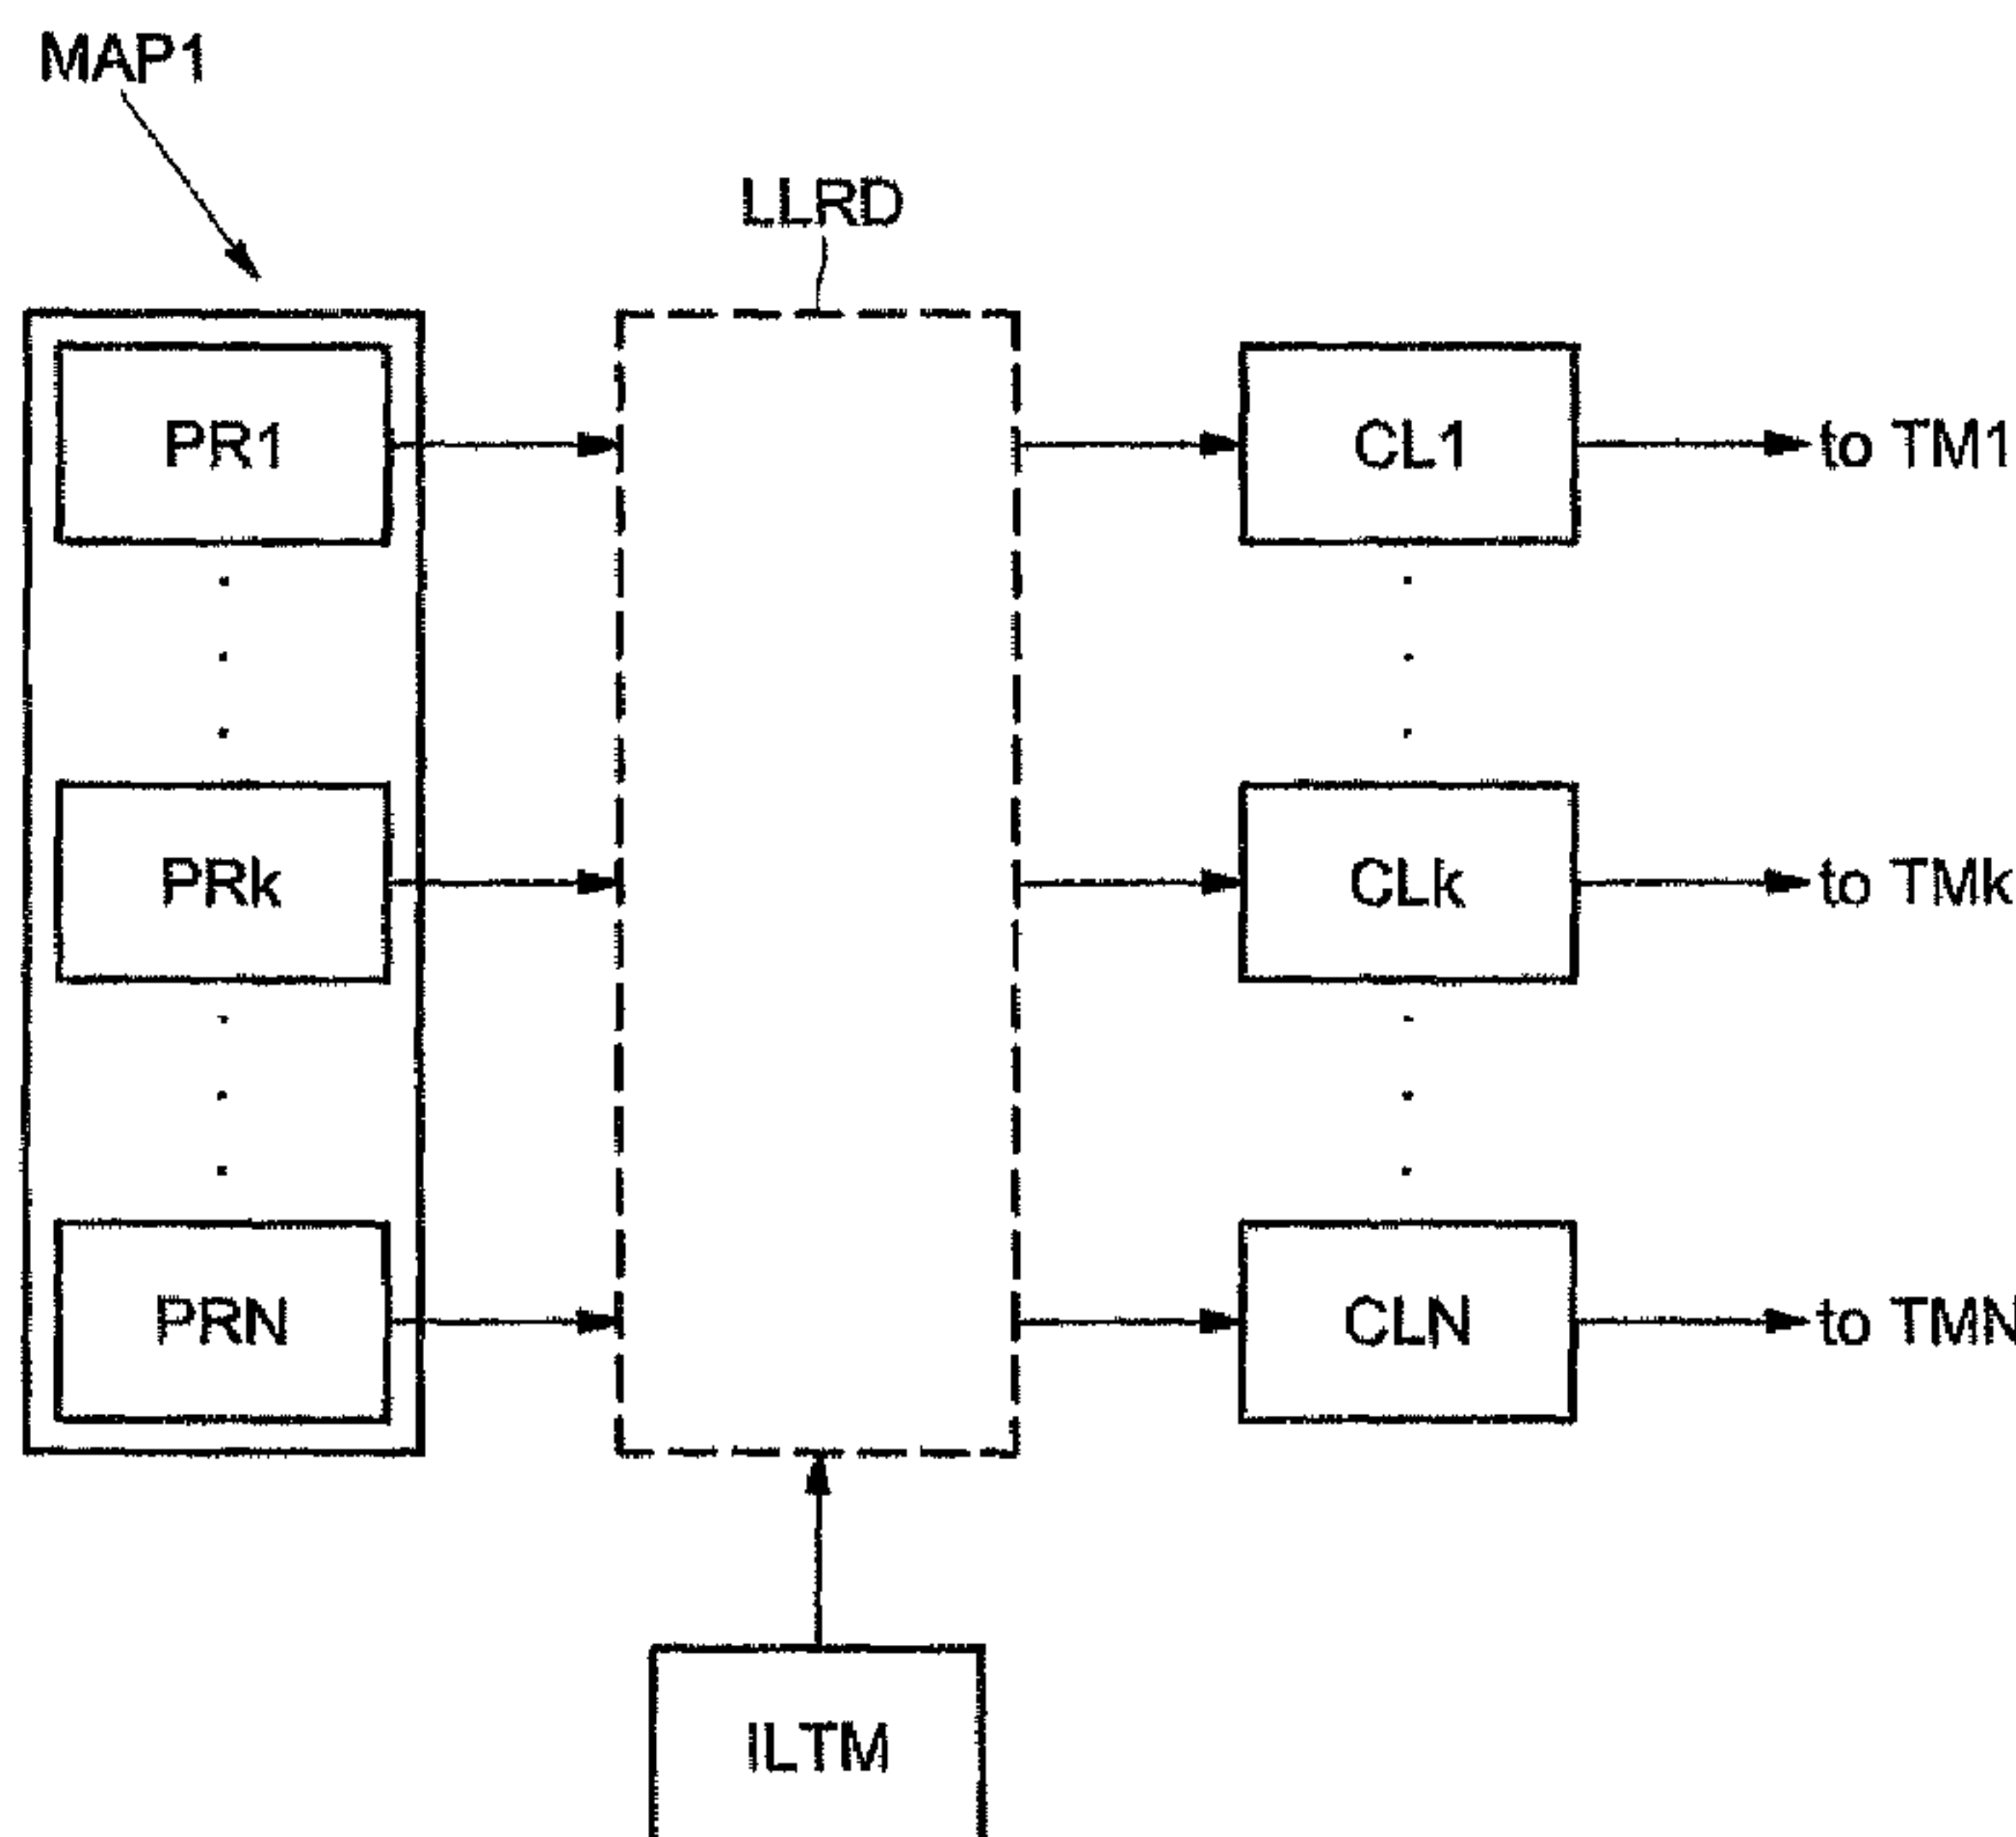 MAP1
LLRD
PR1
CL1
to TM1
PRk
CLk
to TMk
PRN
CLN
to TMN
ILTM